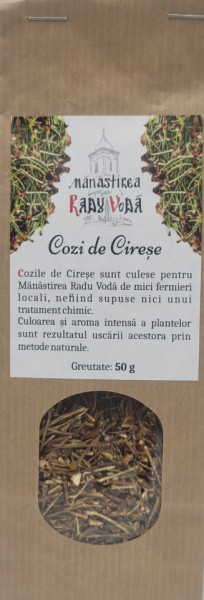 Mănăstirea
Radu Vodă
Cozi de Cireșe
Cozile de Cireșe sunt culese pentru
Mănăstirea Radu Vodă de mici fermieri
locali, nefiind supuse nici unui
tratament chimic.
Culoarea și aroma intensă a plantelor
sunt rezultatul uscării acestora prin
metode naturale.
Greutate: 50 g